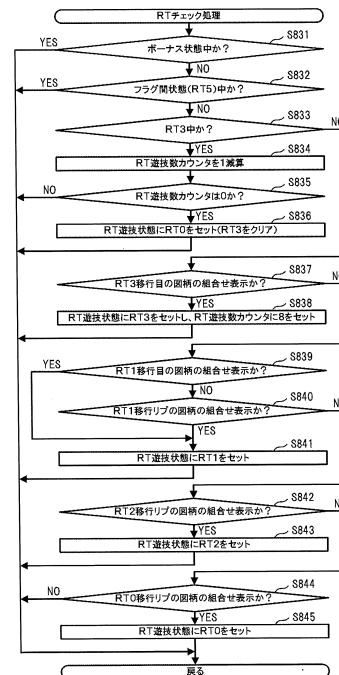 RTチェック処理
S831
YES
ボーナス状態中か?
NO
S832
YES
フラグ間状態(RT5)中か?
NO
S833
RT3中か?
NO
YES
S834
RT遊技数カウンタを1減算
S835
NO
RT遊技数カウンタは0か?
YES
S836
RT遊技状態にRT0をセット(RT3をクリア)
S837
RT3移行目の図柄の組合せ表示か?
NO
YES
S838
RT遊技状態にRT3をセットし、RT遊技数カウンタに8をセット
S839
YES
RT1移行目の図柄の組合せ表示か?
NO
S840
RT1移行リプの図柄の組合せ表示か?
NO
YES
S841
RT遊技状態にRT1をセット
S842
RT2移行リプの図柄の組合せ表示か?
NO
YES
S843
RT遊技状態にRT2をセット
S844
NO
RT0移行リプの図柄の組合せ表示か?
YES
S845
RT遊技状態にRT0をセット
戻る